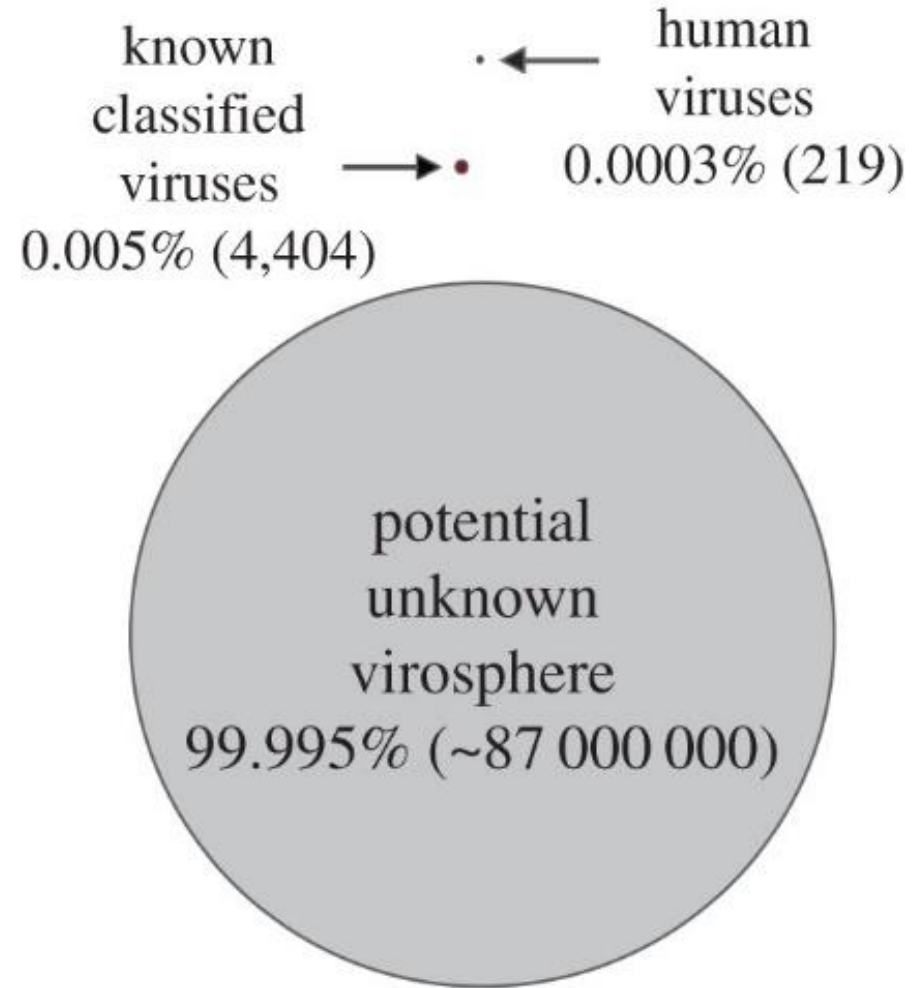 known
classified
viruses
0.005% (4,404)
human
viruses
0.0003% (219)
potential
unknown
virosphere
99.995% (~87 000 000)